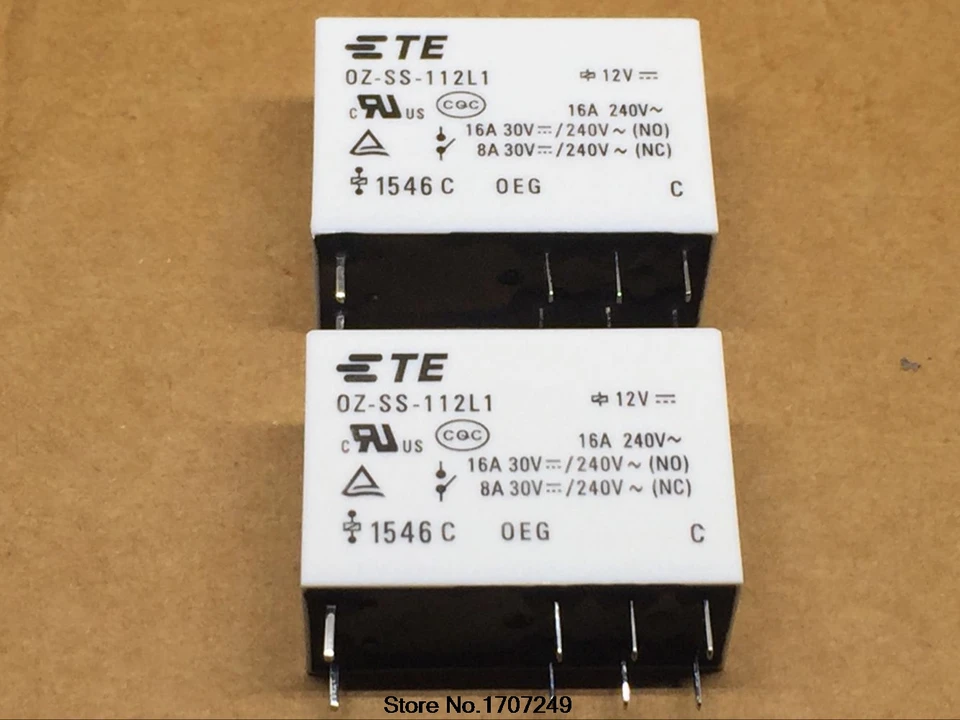 TE
OZ-SS-112L1 12V
c RU US CQC 16A 240V~
16A 30V⎓/240V~ (NO)
8A 30V⎓/240V~ (NC)
1546 C OEG C
TE
OZ-SS-112L1 12V⎓
c RU US CQC 16A 240V~
16A 30V⎓/240V~ (NO)
8A 30V⎓/240V~ (NC)
1546 C OEG C
Store No.1707249